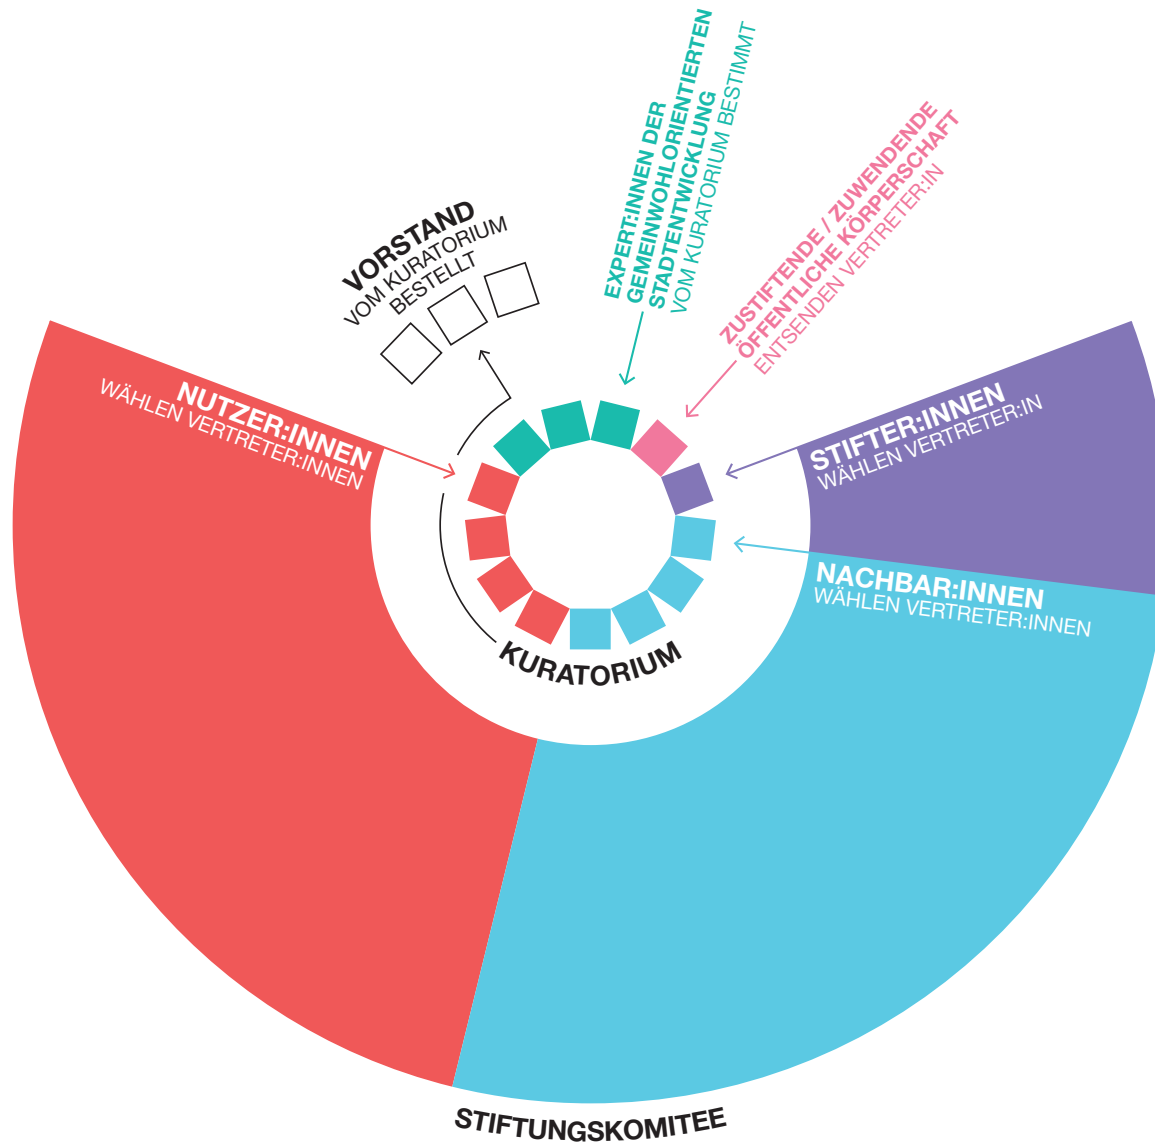 EXPERT:INNEN DER
GEMEINWOHLORIENTIERTEN
STADTENTWICKLUNG
VOM KURATORIUM BESTIMMT
ZUSTIFTENDE / ZUWENDENDE
ÖFFENTLICHE KÖRPERSCHAFT
ENTSENDEN VERTRETER:IN
VORSTAND
VOM KURATORIUM
BESTELLT
NUTZER:INNEN
WÄHLEN VERTRETER:INNEN
STIFTER:INNEN
WÄHLEN VERTRETER:IN
NACHBAR:INNEN
WÄHLEN VERTRETER:INNEN
KURATORIUM
STIFTUNGSKOMITEE